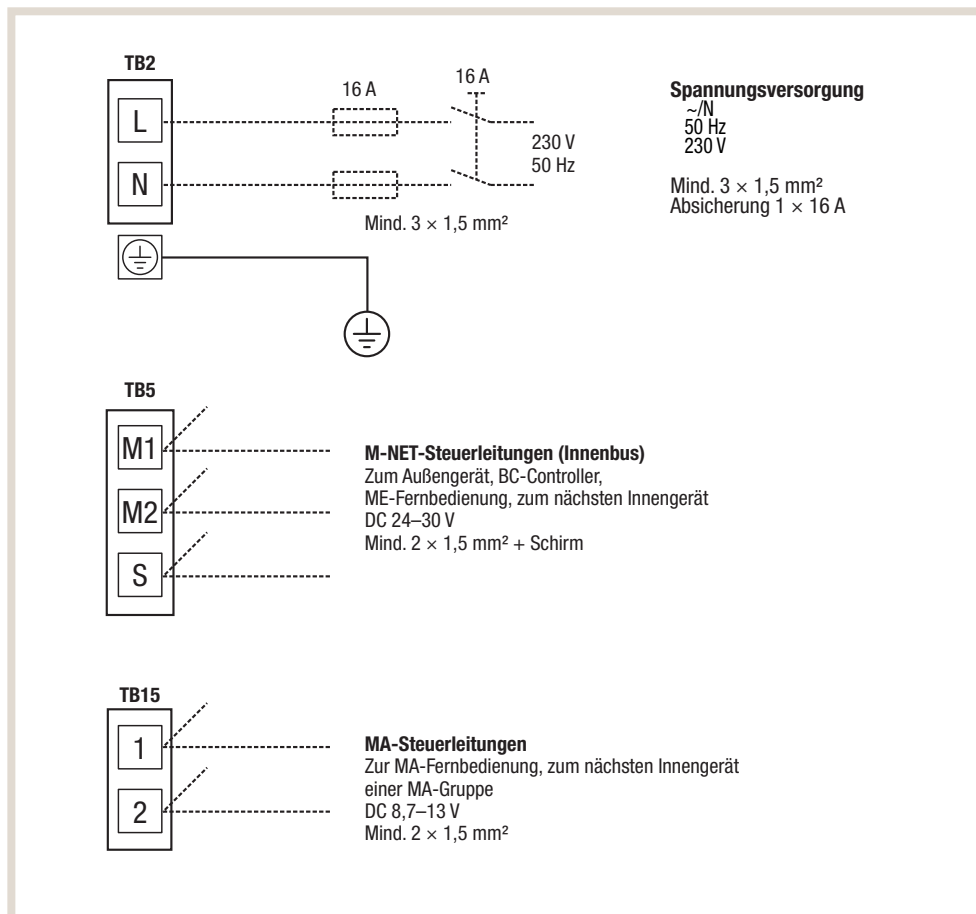 TB2
L
N
16 A
16 A
230 V
50 Hz
Mind. 3 × 1,5 mm²
Spannungsversorgung
~/N
50 Hz
230 V
Mind. 3 × 1,5 mm²
Absicherung 1 × 16 A
TB5
M1
M2
S
M-NET-Steuerleitungen (Innenbus)
Zum Außengerät, BC-Controller,
ME-Fernbedienung, zum nächsten Innengerät
DC 24–30 V
Mind. 2 × 1,5 mm² + Schirm
TB15
1
2
MA-Steuerleitungen
Zur MA-Fernbedienung, zum nächsten Innengerät
einer MA-Gruppe
DC 8,7–13 V
Mind. 2 × 1,5 mm²